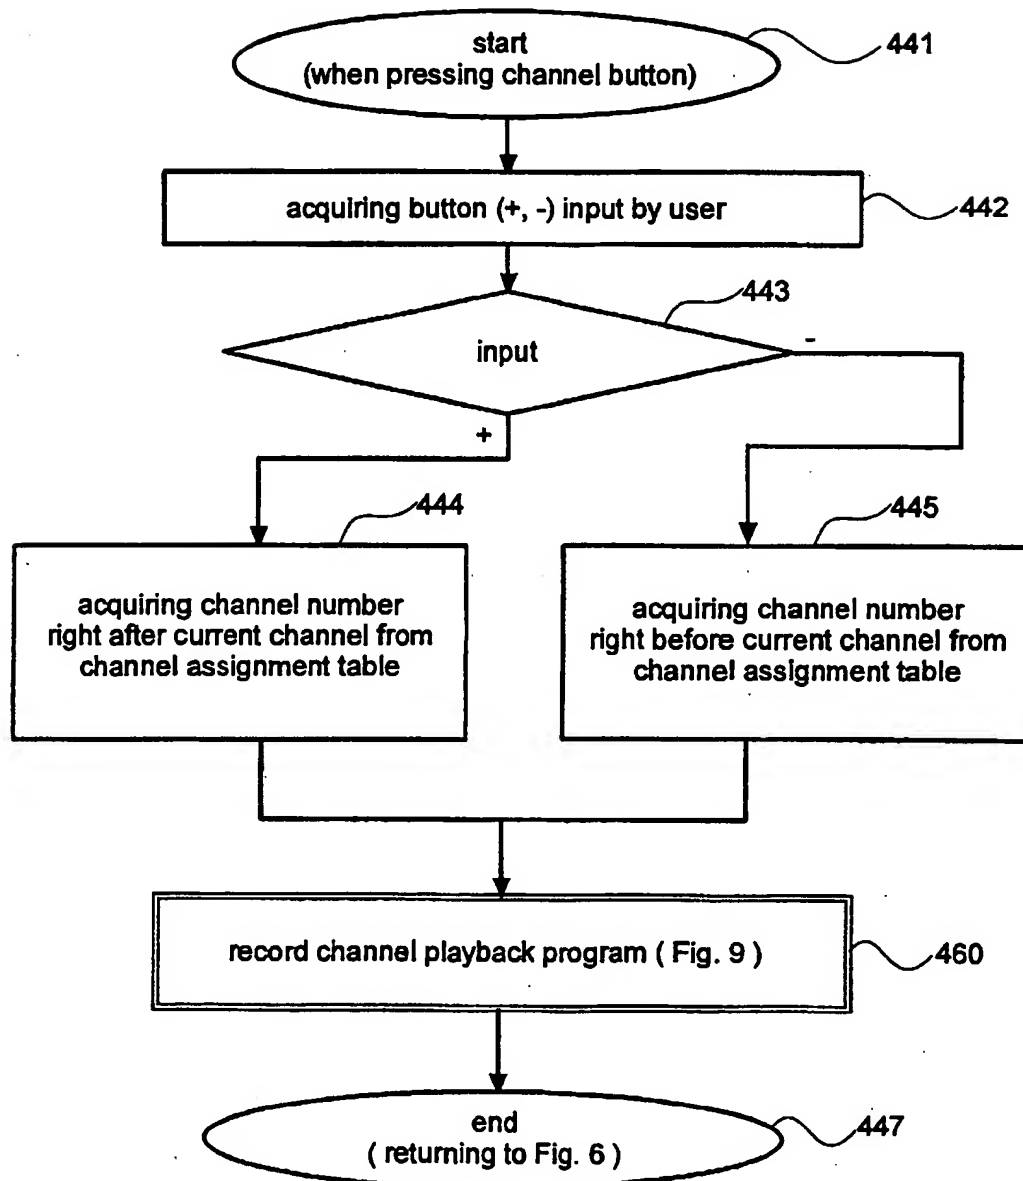 start
(when pressing channel button)
441
acquiring button (+, -) input by user
442
443
input
-
+
444
445
acquiring channel number
right after current channel from
channel assignment table
acquiring channel number
right before current channel from
channel assignment table
record channel playback program ( Fig. 9 )
460
end
( returning to Fig. 6 )
447